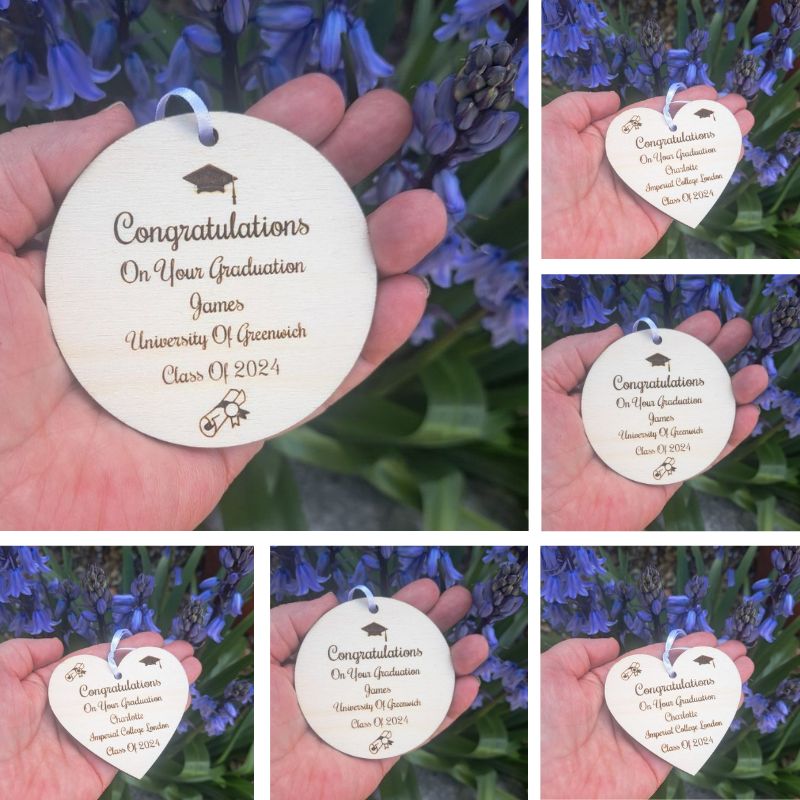 Congratulations
On Your Graduation
James
University Of Greenwich
Class Of 2024
Congratulations
On Your Graduation
Charlotte
Imperial College London
Class Of 2024
Congratulations
On Your Graduation
James
University Of Greenwich
Class Of 2024
Congratulations
On Your Graduation
Charlotte
Imperial College London
Class Of 2024
Congratulations
On Your Graduation
James
University Of Greenwich
Class Of 2024
Congratulations
On Your Graduation
Charlotte
Imperial College London
Class Of 2024